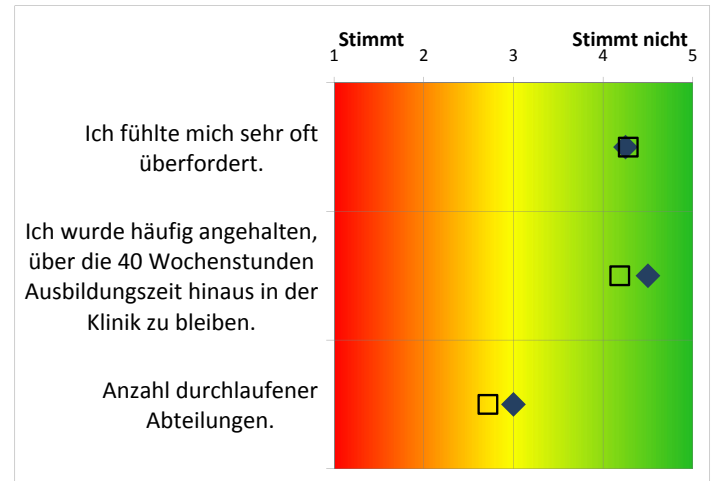 Stimmt Stimmt nicht
1 2 3 4 5
Ich fühlte mich sehr oft
überfordert.
Ich wurde häufig angehalten,
über die 40 Wochenstunden
Ausbildungszeit hinaus in der
Klinik zu bleiben.
Anzahl durchlaufener
Abteilungen.